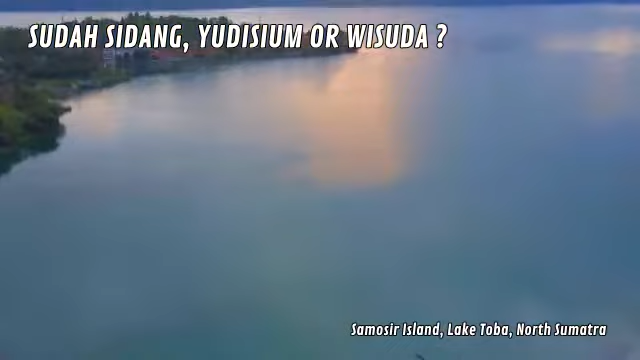 SUDAH SIDANG, YUDISIUM OR WISUDA ?
Samosir Island, Lake Toba, North Sumatra